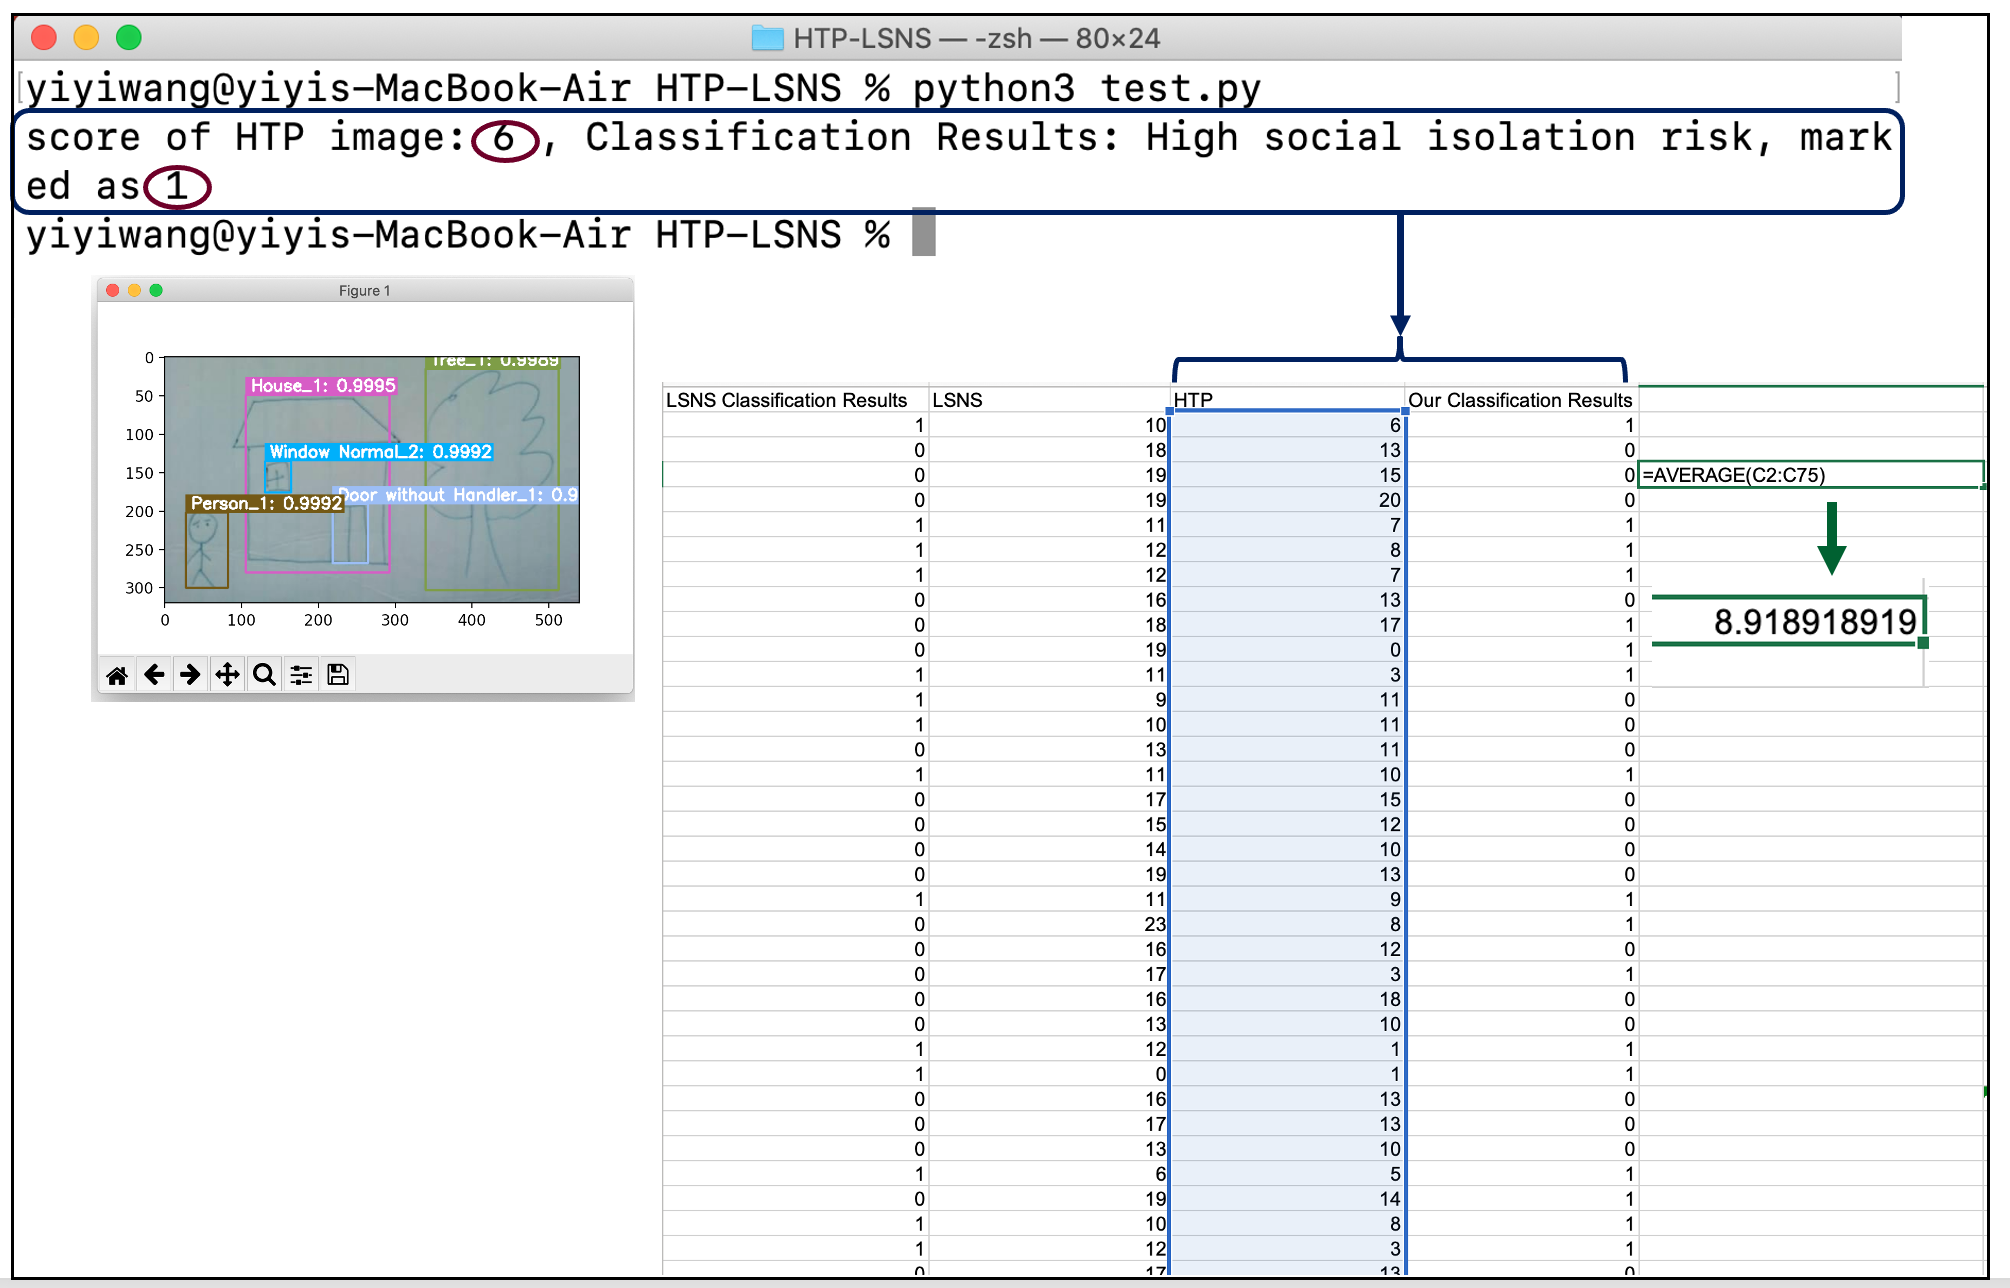 HTP-LSNS — -zsh — 80×24
[yiyiwang@yiyis-MacBook-Air HTP-LSNS % python3 test.py ]
score of HTP image: 6 , Classification Results: High social isolation risk, mark
ed as 1
yiyiwang@yiyis-MacBook-Air HTP-LSNS %
Figure 1
0
50
100
150
200
250
300
0 100 200 300 400 500
Tree_1: 0.9989
House_1: 0.9995
Window Normal_2: 0.9992
Door without Handler_1: 0.9
Person_1: 0.9992
LSNS Classification Results LSNS HTP Our Classification Results
1 10 6 1
0 18 13 0
0 19 15 0 =AVERAGE(C2:C75)
0 19 20 0
1 11 7 1
1 12 8 1
1 12 7 1
0 16 13 0
0 18 17 1
8.918918919
0 19 0 1
1 11 3 1
1 9 11 0
1 10 11 0
0 13 11 0
1 11 10 1
0 17 15 0
0 15 12 0
0 14 10 0
0 19 13 0
1 11 9 1
0 23 8 1
0 16 12 0
0 17 3 1
0 16 18 0
0 13 10 0
1 12 1 1
1 0 1 1
0 16 13 0
0 17 13 0
0 13 10 0
1 6 5 1
0 19 14 1
1 10 8 1
1 12 3 1
0 17 13 0